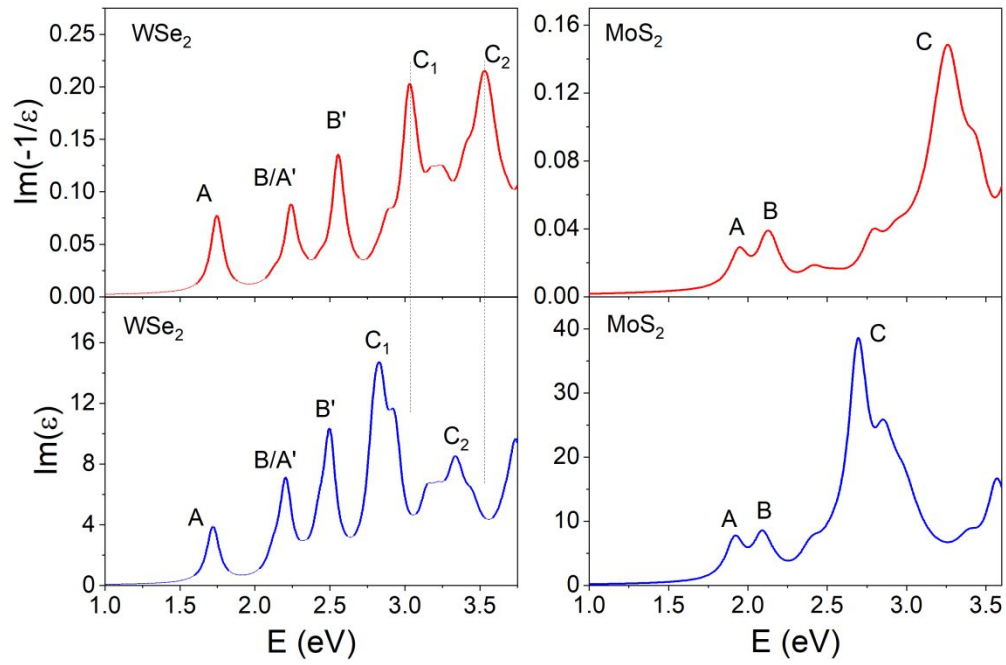 0.25
WSe₂
C₁
C₂
0.20
B'
0.15
B/A'
A
0.10
0.05
0.00
Im(-1/ε)
0.16
MoS₂
C
0.12
0.08
A
B
0.04
0.00
WSe₂
16
C₁
12
B'
B/A'
C₂
8
A
4
0
Im(ε)
1.0 1.5 2.0 2.5 3.0 3.5
E (eV)
MoS₂
40
C
30
20
A
B
10
0
1.0 1.5 2.0 2.5 3.0 3.5
E (eV)